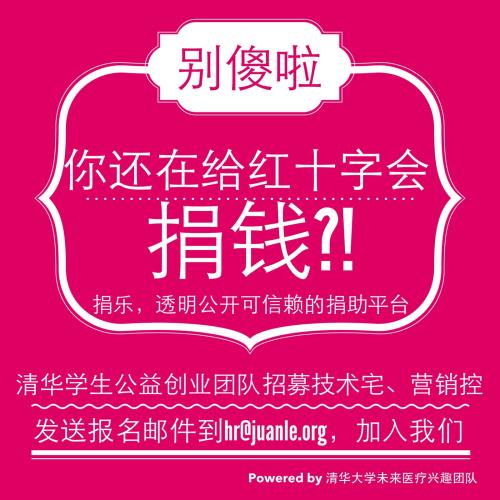 别傻啦
你还在给红十字会
捐钱?!
捐乐，透明公开可信赖的捐助平台
清华学生公益创业团队招募技术宅、营销控
发送报名邮件到hr@juanle.org，加入我们
Powered by 清华大学未来医疗兴趣团队